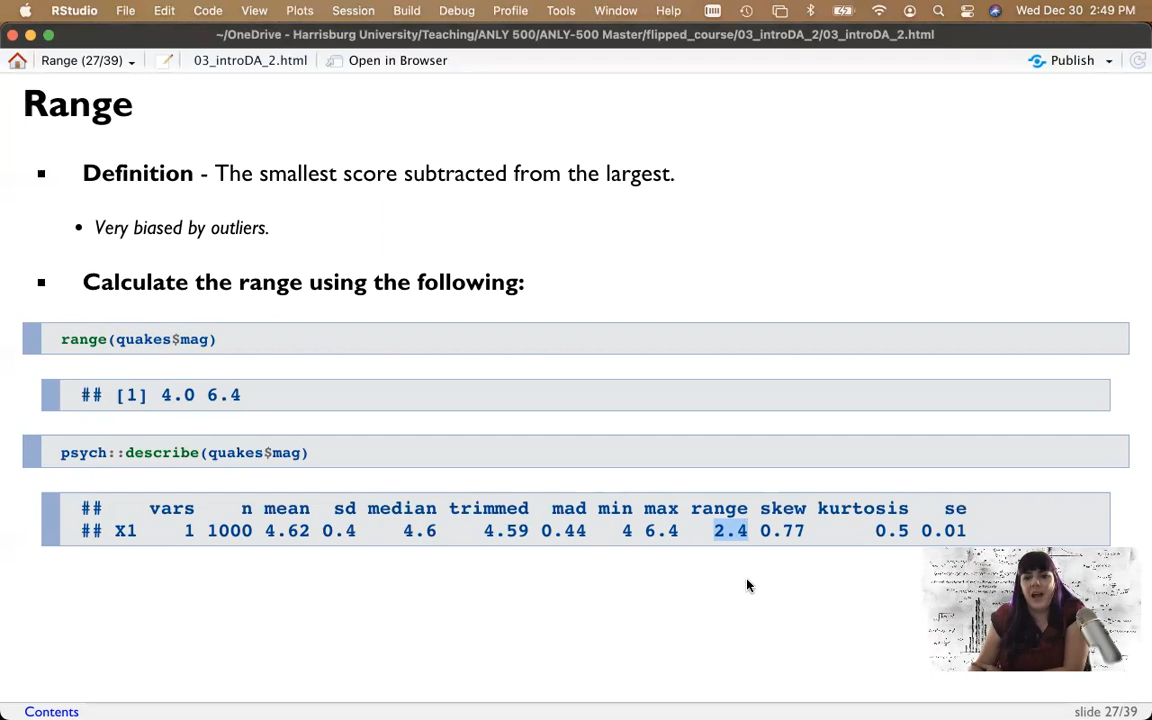 RStudio File Edit Code View Plots Session Build Debug Profile Tools Window Help Wed Dec 30 2:49 PM
~/OneDrive - Harrisburg University/Teaching/ANLY 500/ANLY-500 Master/flipped_course/03_introDA_2/03_introDA_2.html
Range (27/39) 03_introDA_2.html Open in Browser Publish
Range
Definition - The smallest score subtracted from the largest.
Very biased by outliers.
Calculate the range using the following:
range(quakes$mag)
## [1] 4.0 6.4
psych::describe(quakes$mag)
## vars n mean sd median trimmed mad min max range skew kurtosis se
## X1 1 1000 4.62 0.4 4.6 4.59 0.44 4 6.4 2.4 0.77 0.5 0.01
Contents slide 27/39